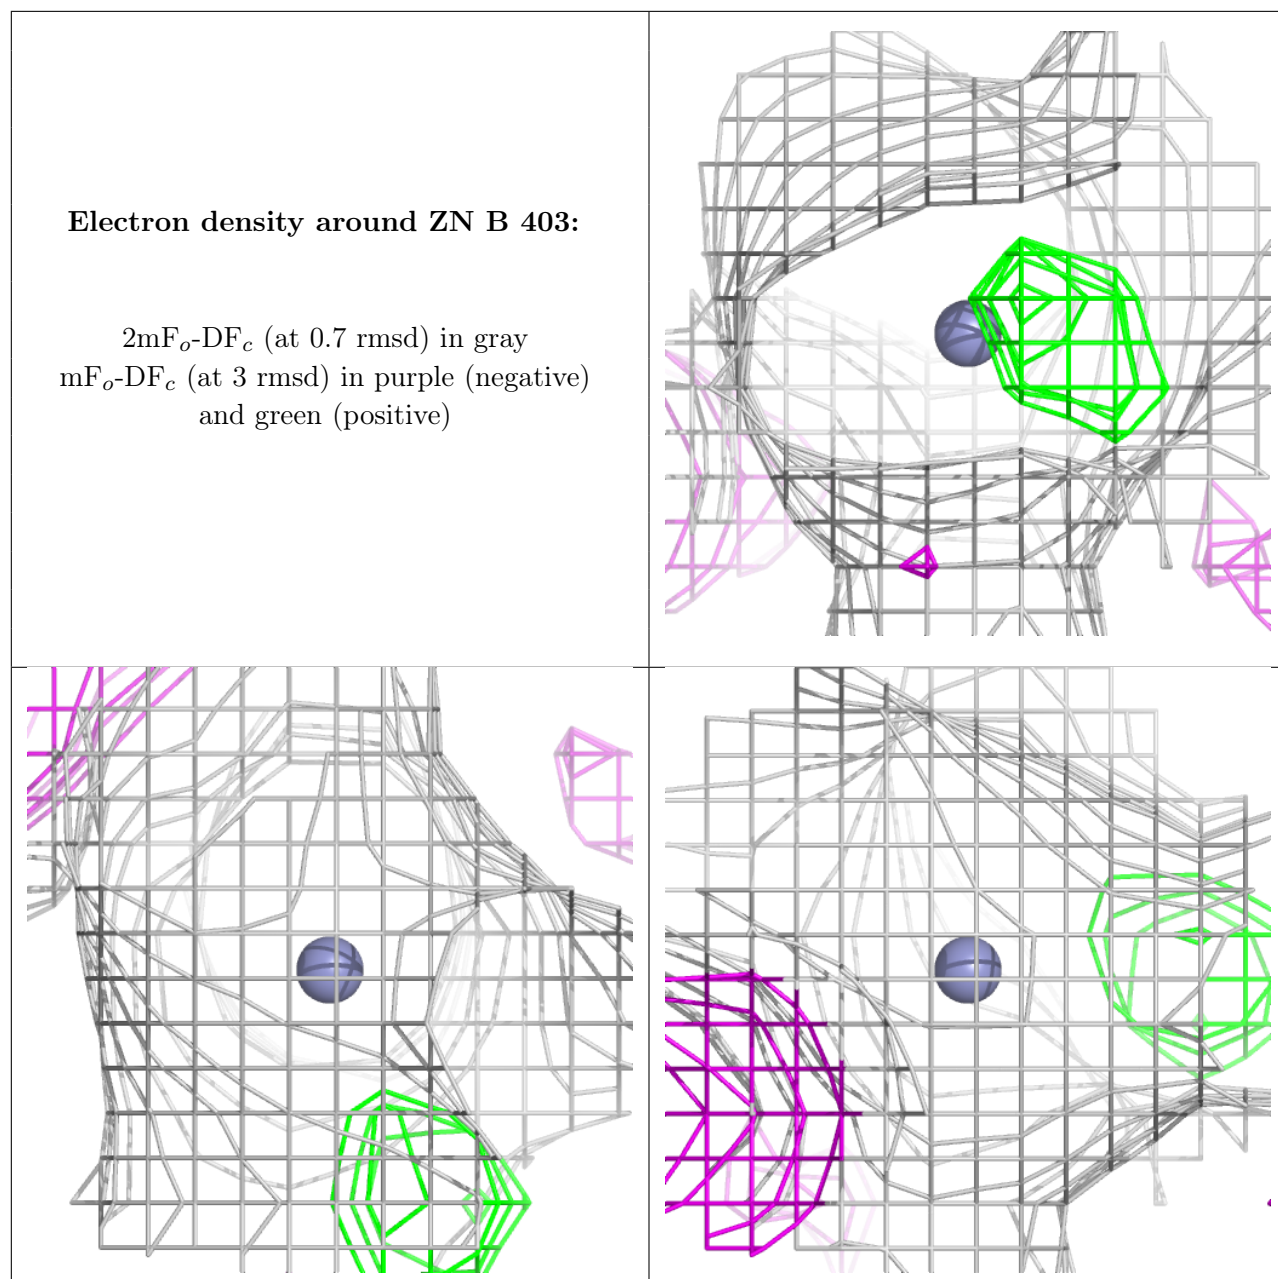 Electron density around ZN B 403:
2mFo-DFc (at 0.7 rmsd) in gray
mFo-DFc (at 3 rmsd) in purple (negative)
and green (positive)